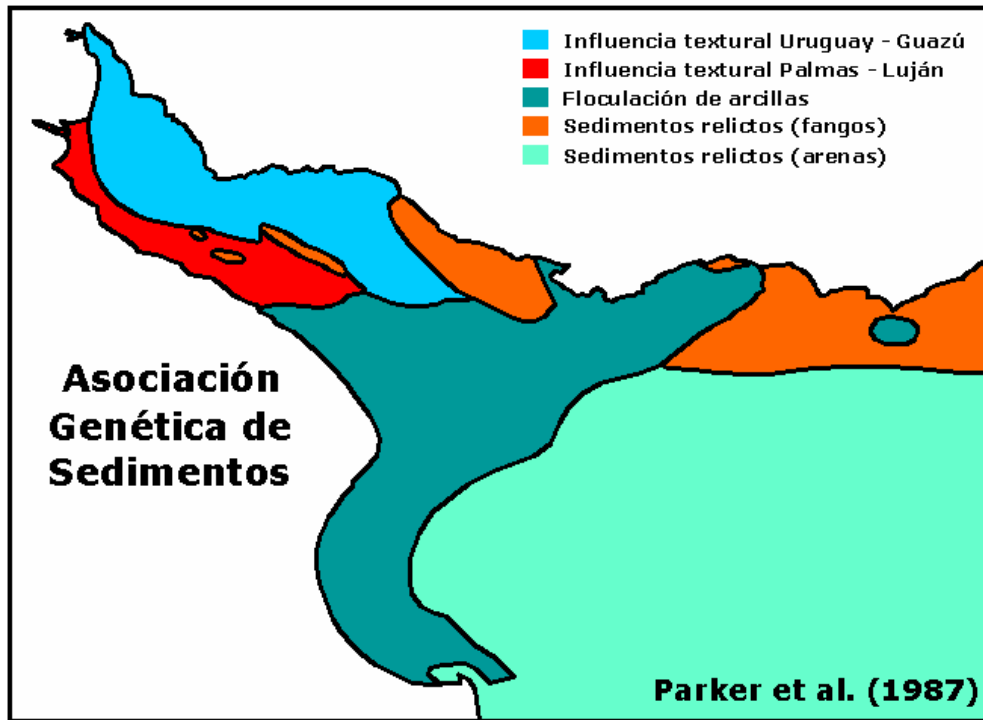 Influencia textural Uruguay - Guazú
Influencia textural Palmas - Luján
Floculación de arcillas
Sedimentos relictos (fangos)
Sedimentos relictos (arenas)
Asociación
Genética de
Sedimentos
Parker et al. (1987)